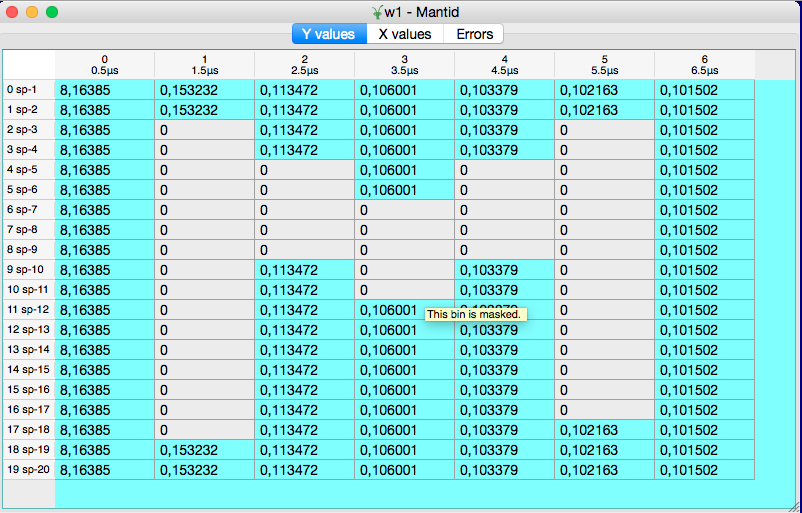 w1 - Mantid
Y values X values Errors
0 1 2 3 4 5 6
0.5µs 1.5µs 2.5µs 3.5µs 4.5µs 5.5µs 6.5µs
0 sp-1 8,16385 0,153232 0,113472 0,106001 0,103379 0,102163 0,101502
1 sp-2 8,16385 0,153232 0,113472 0,106001 0,103379 0,102163 0,101502
2 sp-3 8,16385 0 0,113472 0,106001 0,103379 0 0,101502
3 sp-4 8,16385 0 0,113472 0,106001 0,103379 0 0,101502
4 sp-5 8,16385 0 0 0,106001 0 0 0,101502
5 sp-6 8,16385 0 0 0,106001 0 0 0,101502
6 sp-7 8,16385 0 0 0 0 0 0,101502
7 sp-8 8,16385 0 0 0 0 0 0,101502
8 sp-9 8,16385 0 0 0 0 0 0,101502
9 sp-10 8,16385 0 0,113472 0 0,103379 0 0,101502
10 sp-11 8,16385 0 0,113472 0 0,103379 0 0,101502
11 sp-12 8,16385 0 0,113472 0,106001 0 0,101502
This bin is masked.
12 sp-13 8,16385 0 0,113472 0,106001 0,103379 0 0,101502
13 sp-14 8,16385 0 0,113472 0,106001 0,103379 0 0,101502
14 sp-15 8,16385 0 0,113472 0,106001 0,103379 0 0,101502
15 sp-16 8,16385 0 0,113472 0,106001 0,103379 0 0,101502
16 sp-17 8,16385 0 0,113472 0,106001 0,103379 0 0,101502
17 sp-18 8,16385 0 0,113472 0,106001 0,103379 0,102163 0,101502
18 sp-19 8,16385 0,153232 0,113472 0,106001 0,103379 0,102163 0,101502
19 sp-20 8,16385 0,153232 0,113472 0,106001 0,103379 0,102163 0,101502